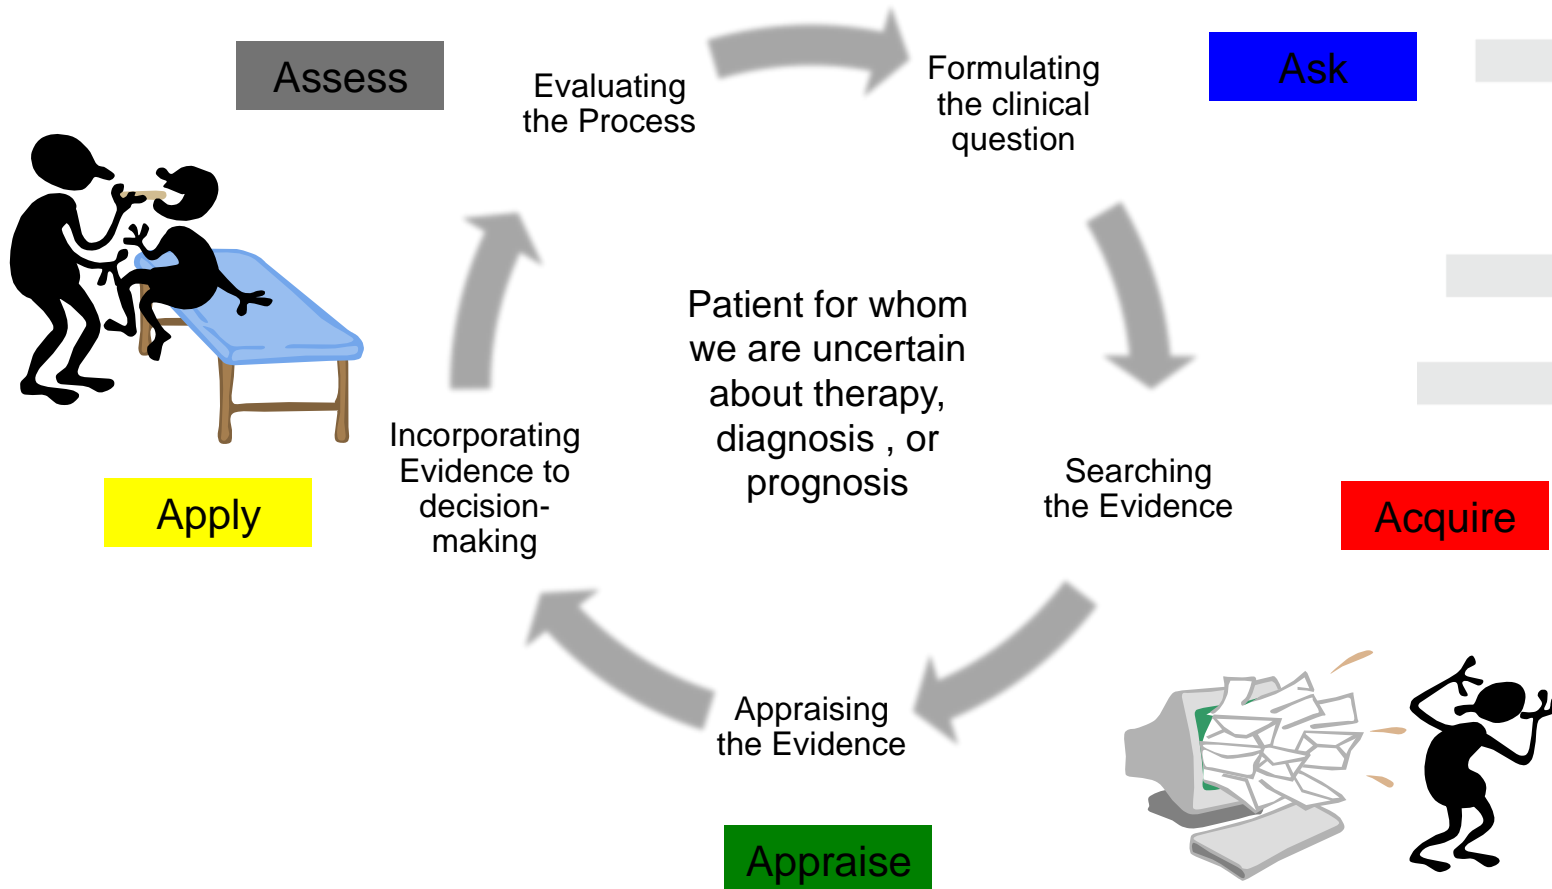 Assess
Evaluating
the Process
Formulating
the clinical
question
Ask
Patient for whom
we are uncertain
about therapy,
diagnosis , or
prognosis
Searching
the Evidence
Acquire
Appraising
the Evidence
Appraise
Incorporating
Evidence to
decision-
making
Apply